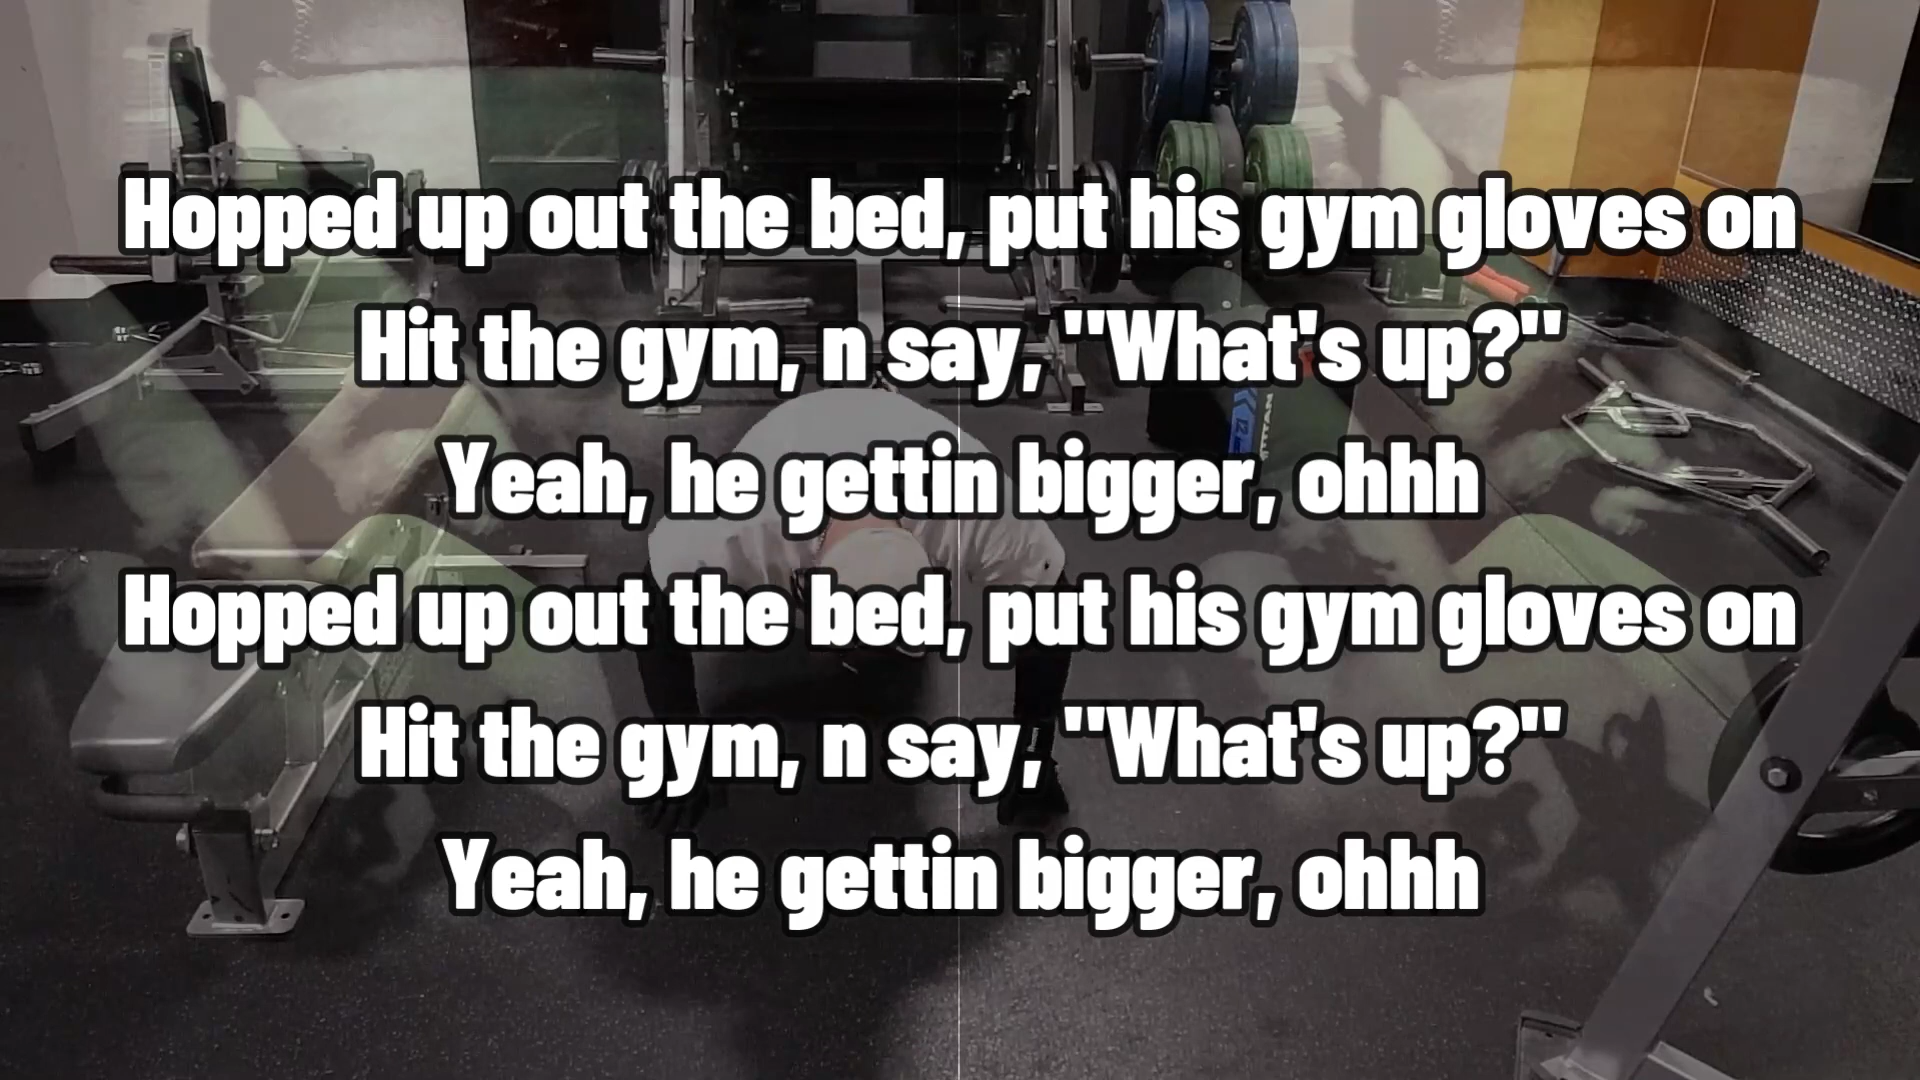 Hopped up out the bed, put his gym gloves on
Hit the gym, n say, "What's up?"
Yeah, he gettin bigger, ohhh
Hopped up out the bed, put his gym gloves on
Hit the gym, n say, "What's up?"
Yeah, he gettin bigger, ohhh
TITAN